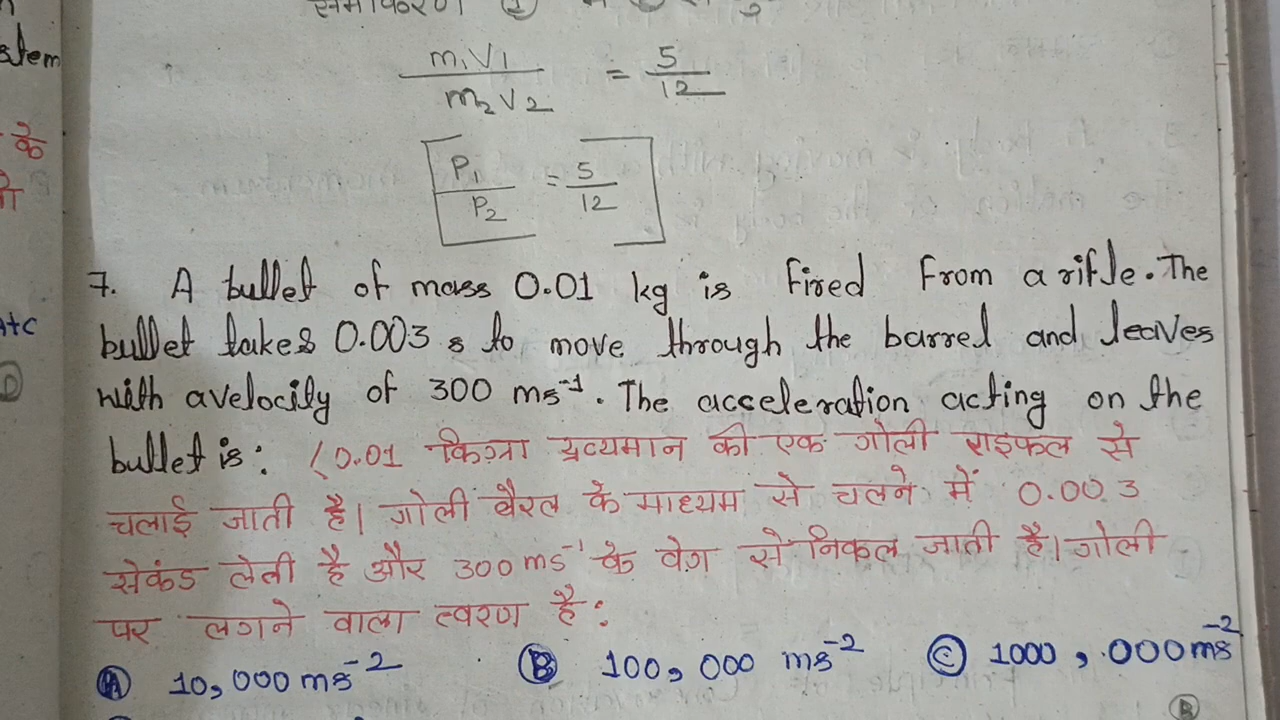 समीकरण ①
stem
m₁V₁ / m₂V₂ = 5/12
के
P₁/P₂ = 5/12
7. A bullet of mass 0.01 kg is fired from a rifle. The
A+C
bullet takes 0.003 s to move through the barrel and leaves
D
with a velocity of 300 ms⁻¹. The acceleration acting on the
bullet is: (0.01 किग्रा द्रव्यमान की एक गोली राइफल से
चलाई जाती है। गोली बैरल के माध्यम से चलने में 0.003
सेकंड लेती है और 300 ms⁻¹ के वेग से निकल जाती है। गोली
पर लगने वाला त्वरण है:
Ⓐ 10,000 ms⁻² Ⓑ 100,000 ms⁻² Ⓒ 1000,000 ms⁻²
Ⓑ